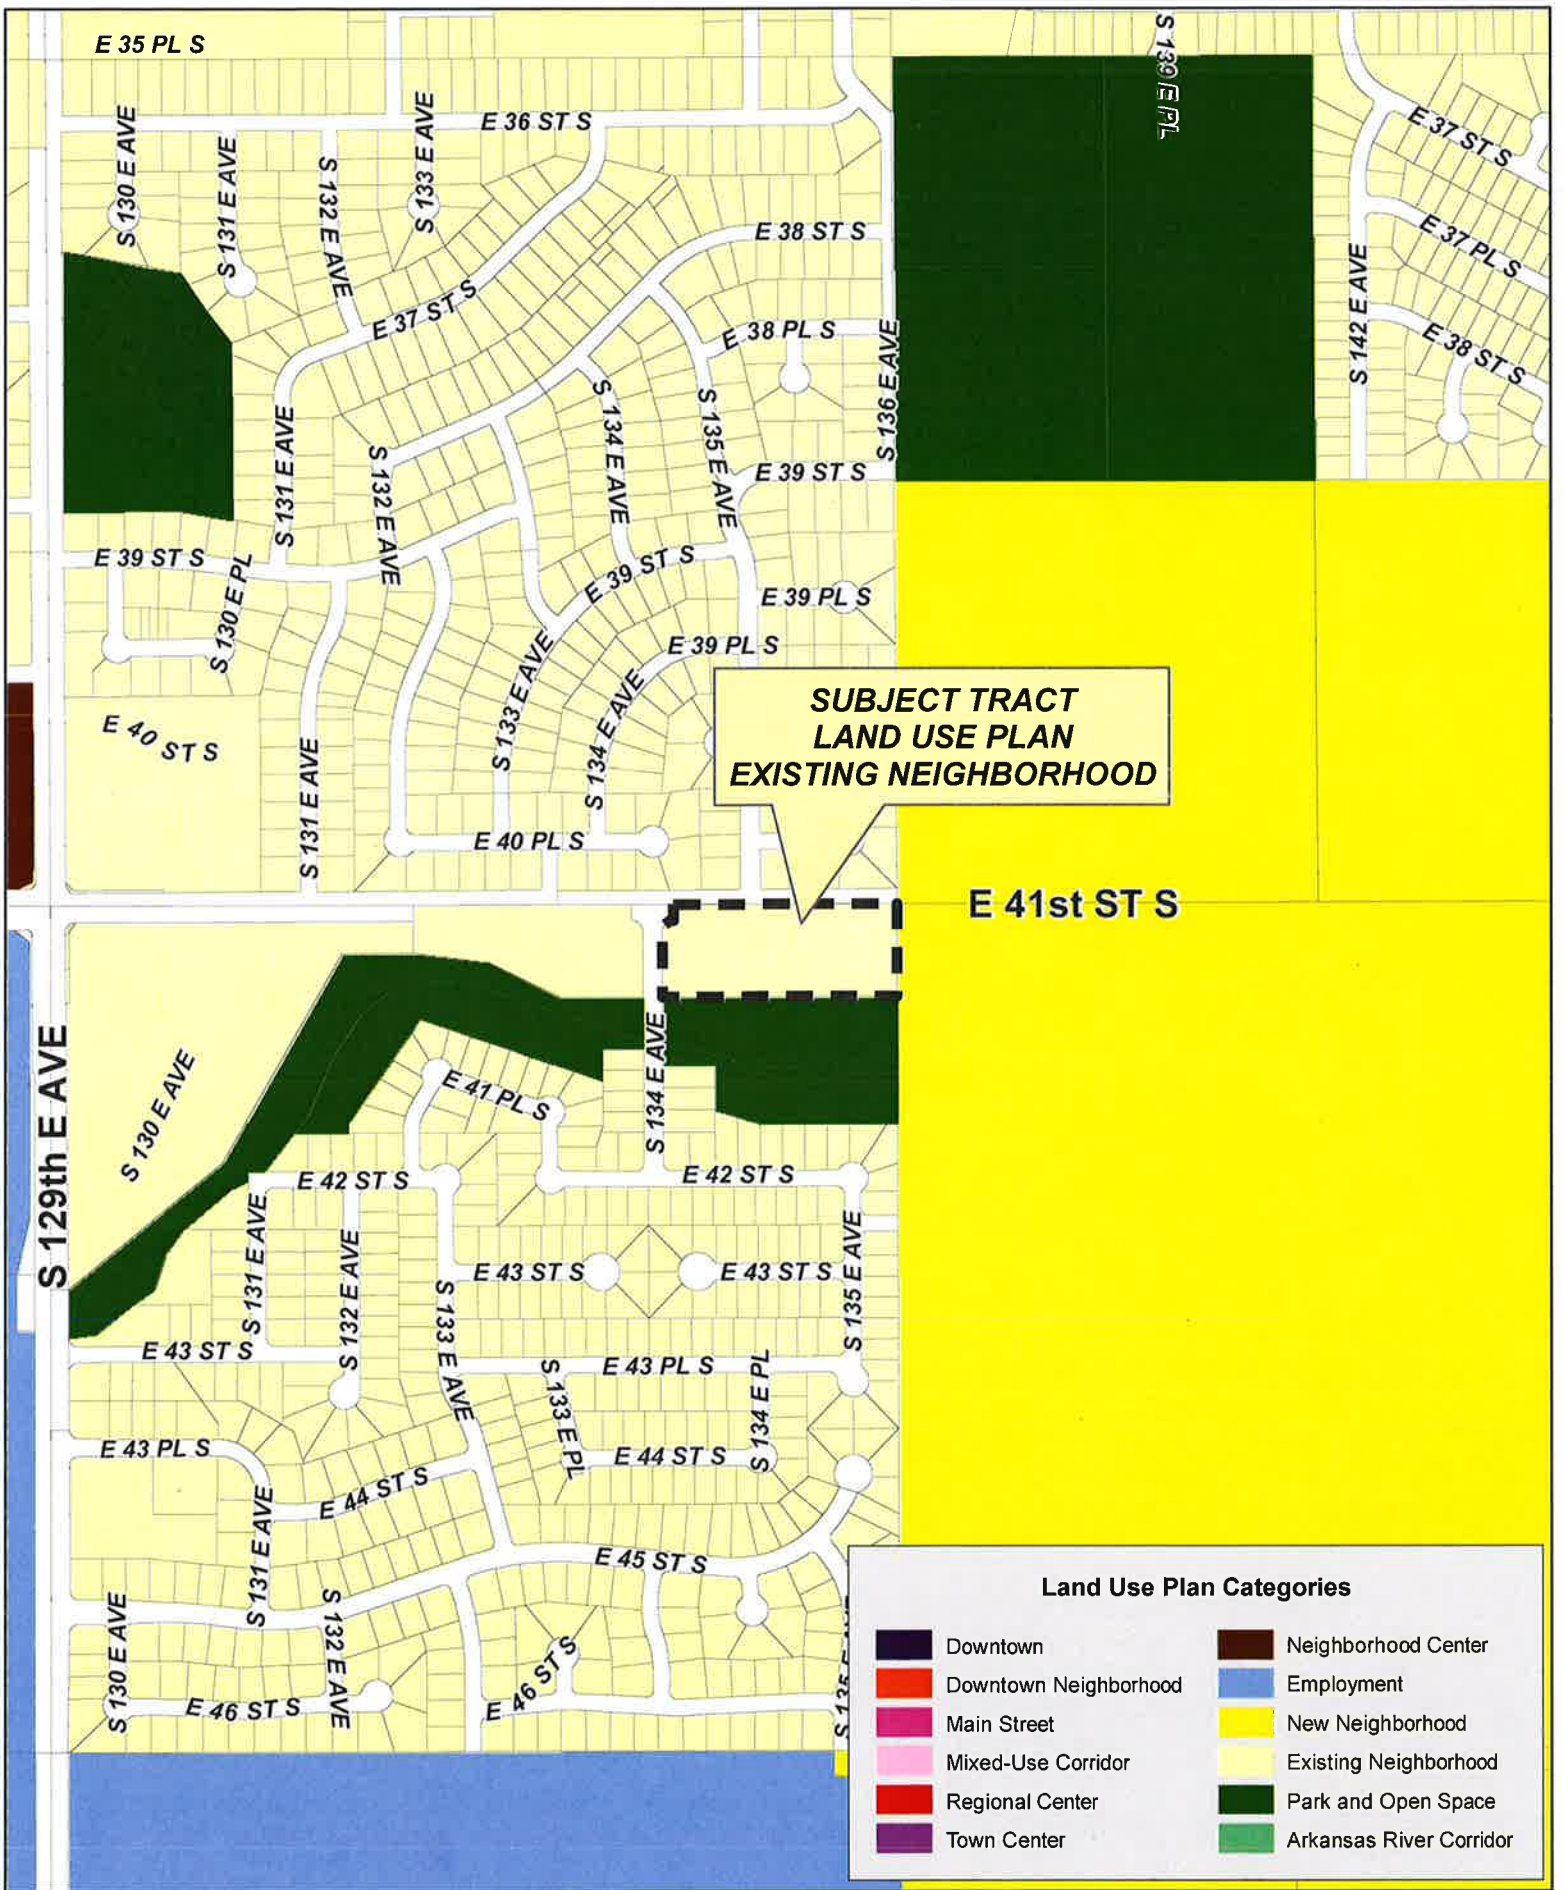 E 35 PL S
S 139 E PL
S 130 E AVE
S 131 E AVE
S 132 E AVE
S 133 E AVE
E 36 ST S
E 37 ST S
E 37 ST S
E 37 PL S
E 38 ST S
E 38 ST S
E 38 PL S
S 136 E AVE
S 142 E AVE
S 131 E AVE
S 132 E AVE
S 134 E AVE
S 135 E AVE
E 39 ST S
E 39 ST S
E 39 ST S
S 130 E PL
E 39 PL S
E 39 PL S
S 133 E AVE
S 134 E AVE
E 40 ST S
S 131 E AVE
E 40 PL S
SUBJECT TRACT
LAND USE PLAN
EXISTING NEIGHBORHOOD
E 41st ST S
S 129th E AVE
S 130 E AVE
S 134 E AVE
E 41 PL S
E 42 ST S
E 42 ST S
S 131 E AVE
S 132 E AVE
S 133 E AVE
S 135 E AVE
E 43 ST S
E 43 ST S
E 43 ST S
E 43 PL S
S 133 E PL
S 134 E PL
E 43 PL S
E 44 ST S
E 44 ST S
S 131 E AVE
E 45 ST S
S 130 E AVE
S 132 E AVE
E 46 ST S
E 46 ST S
Land Use Plan Categories
Downtown
Downtown Neighborhood
Main Street
Mixed-Use Corridor
Regional Center
Town Center
Neighborhood Center
Employment
New Neighborhood
Existing Neighborhood
Park and Open Space
Arkansas River Corridor